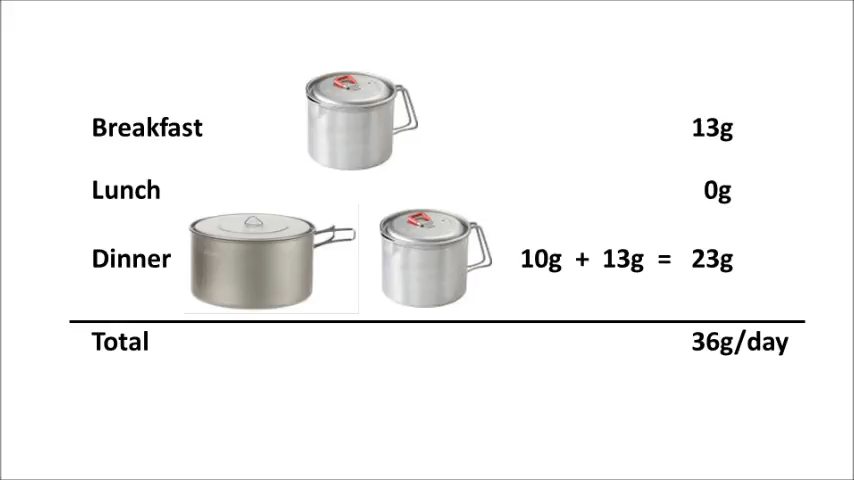 Breakfast 13g
Lunch 0g
Dinner 10g + 13g = 23g
Total 36g/day